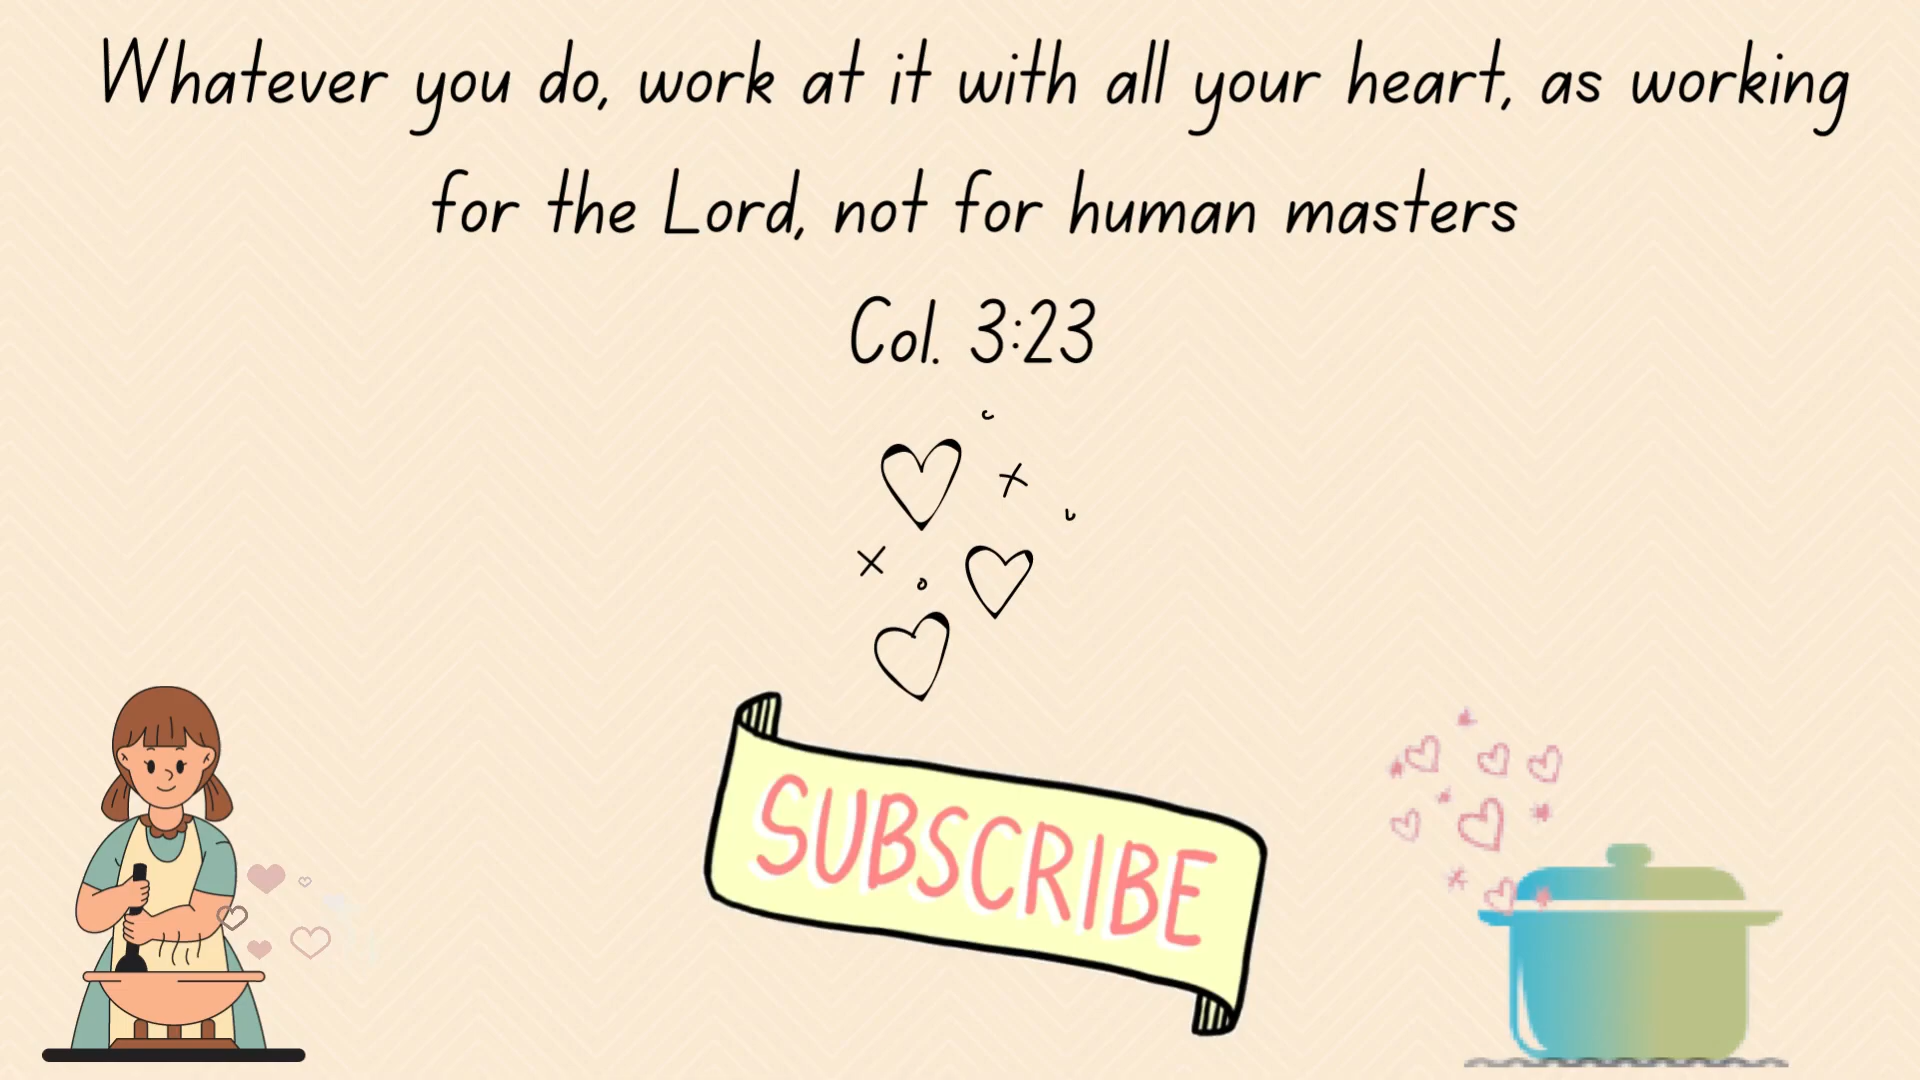 Whatever you do, work at it with all your heart, as working
for the Lord, not for human masters
Col. 3:23
SUBSCRIBE